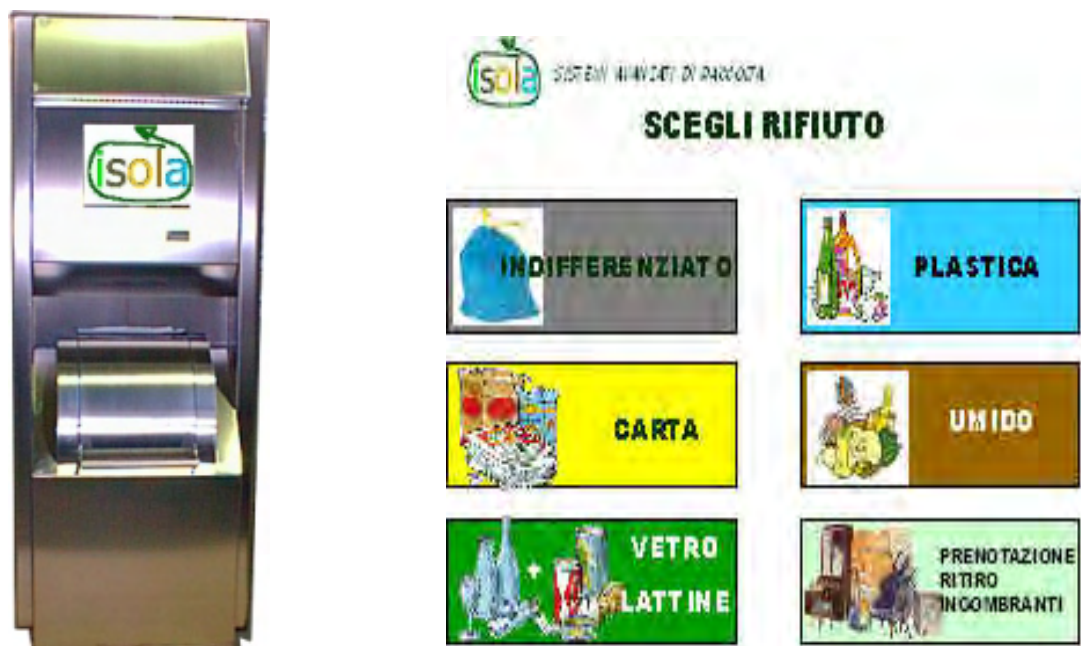 isola
isola SISTEMI AVANZATI DI RACCOLTA
SCEGLI RIFIUTO
INDIFFERENZIATO
PLASTICA
CARTA
UMIDO
VETRO
+
LATTINE
PRENOTAZIONE
RITIRO
INGOMBRANTI